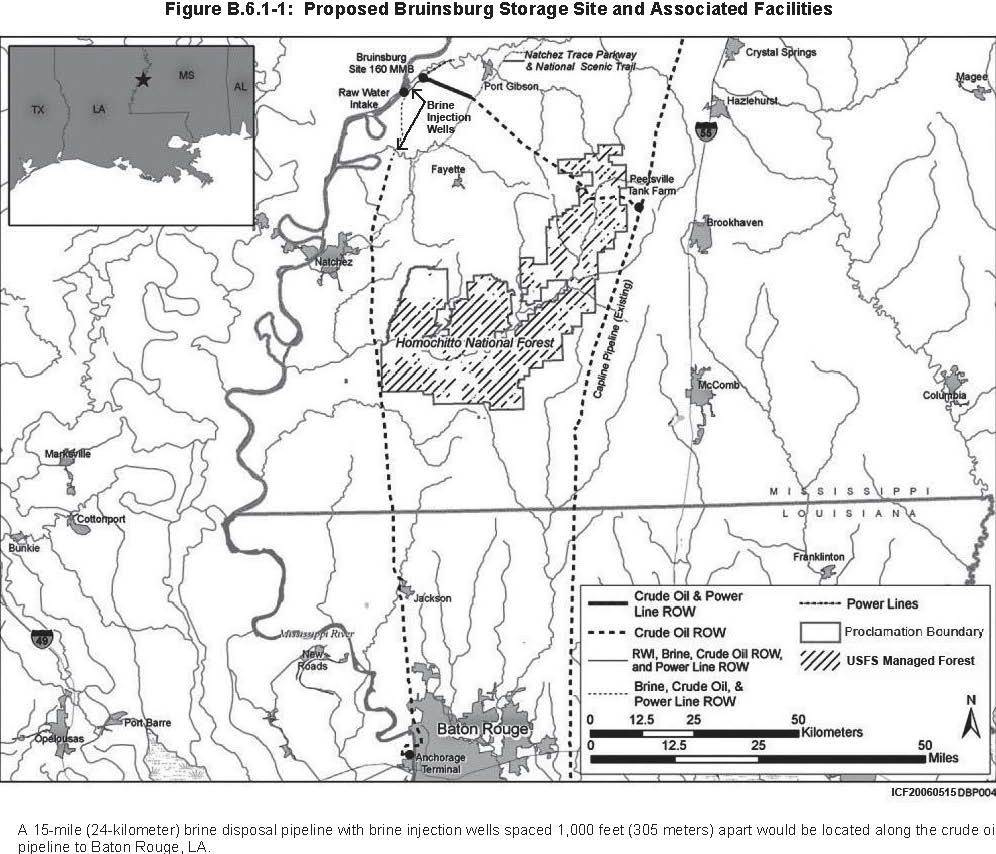 Figure B.6.1-1: Proposed Bruinsburg Storage Site and Associated Facilities
TX
LA
MS
AL
Bruinsburg
Site 160 MMB
Raw Water
Intake
Brine
Injection
Wells
Natchez Trace Parkway
& National Scenic Trail
Port Gibson
Crystal Springs
Hazlehurst
Magee
55
Fayette
Peetsville
Tank Farm
Brookhaven
Natchez
Homochitto National Forest
Capline Pipeline (Existing)
McComb
Columbia
Marksville
Cottonport
Bunkie
MISSISSIPPI
LOUISIANA
Franklinton
Jackson
49
Mississippi River
New
Roads
Port Barre
Opelousas
Baton Rouge
Anchorage
Terminal
Crude Oil & Power
Line ROW
Crude Oil ROW
RWI, Brine, Crude Oil ROW,
and Power Line ROW
Brine, Crude Oil, &
Power Line ROW
Power Lines
Proclamation Boundary
USFS Managed Forest
N
0 12.5 25 50
Kilometers
0 12.5 25 50
Miles
ICF20060515DBP004
A 15-mile (24-kilometer) brine disposal pipeline with brine injection wells spaced 1,000 feet (305 meters) apart would be located along the crude oi
pipeline to Baton Rouge, LA.